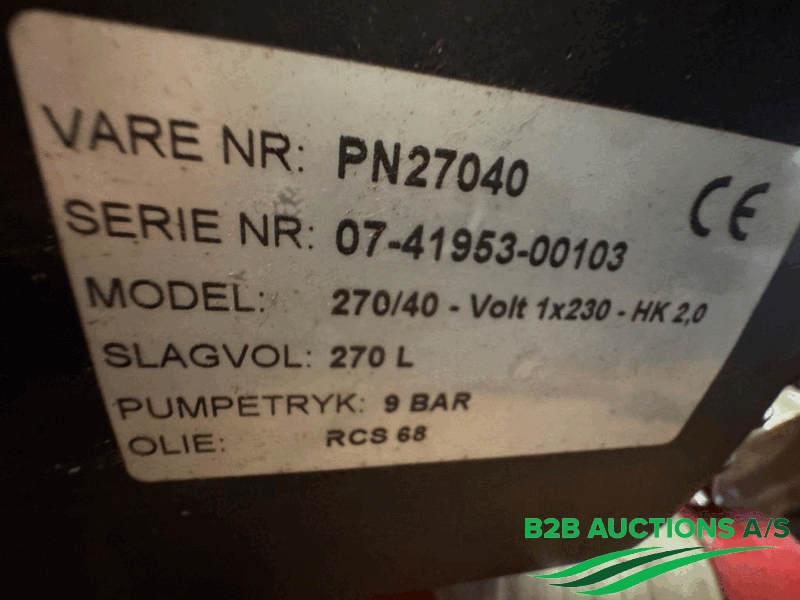 VARE NR: PN27040
CE
SERIE NR: 07-41953-00103
MODEL: 270/40 - Volt 1x230 - HK 2,0
SLAGVOL: 270 L
PUMPETRYK: 9 BAR
OLIE: RCS 68
B2B AUCTIONS A/S